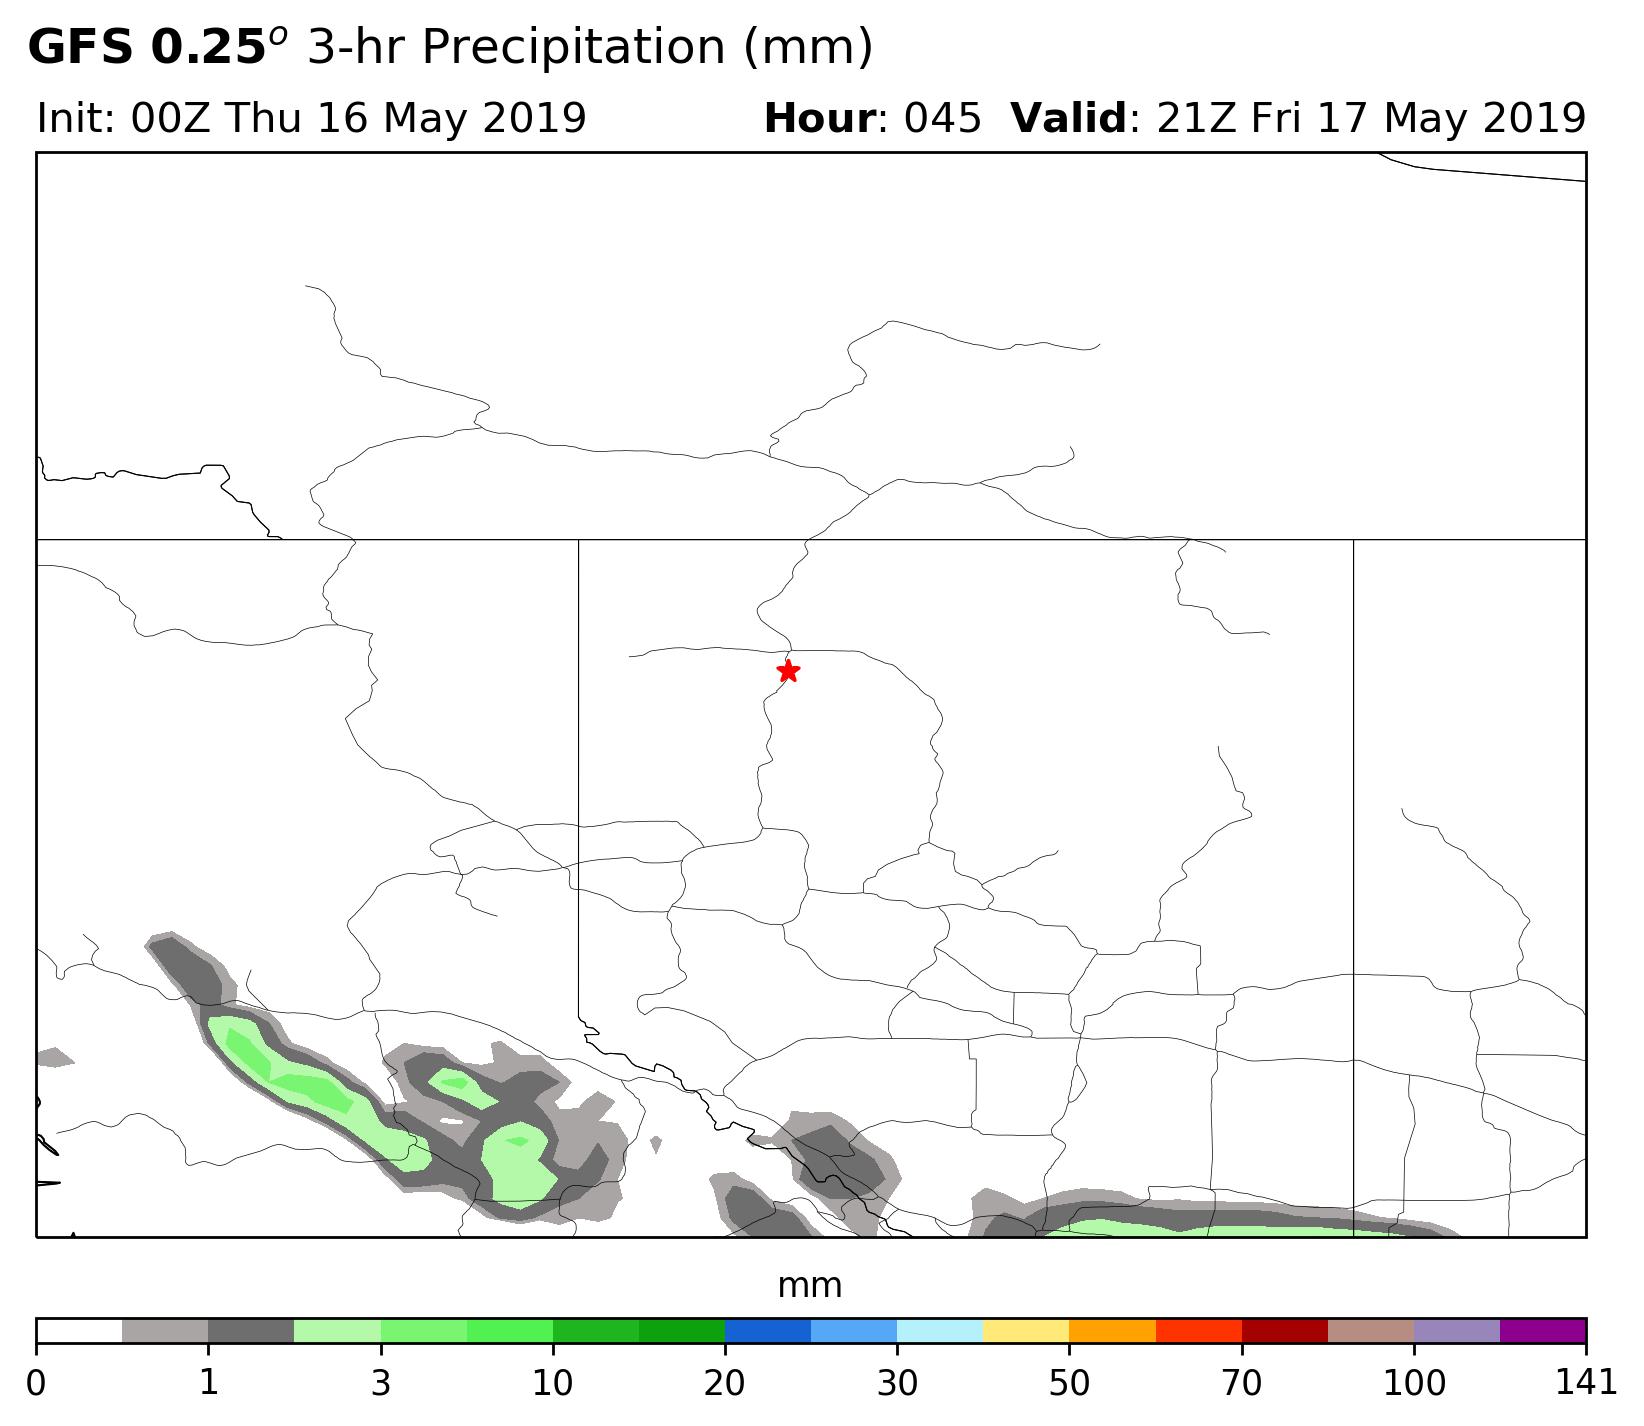 GFS 0.25° 3-hr Precipitation (mm)
Init: 00Z Thu 16 May 2019
Hour: 045 Valid: 21Z Fri 17 May 2019
mm
0 1 3 10 20 30 50 70 100 141